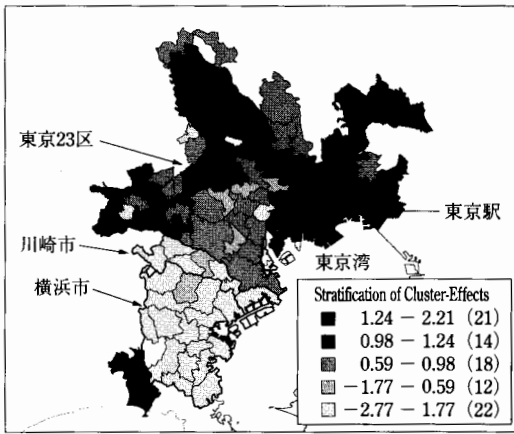 東京23区
川崎市
横浜市
東京駅
東京湾
Stratification of Cluster-Effects
1.24 − 2.21 (21)
0.98 − 1.24 (14)
0.59 − 0.98 (18)
−1.77 − 0.59 (12)
−2.77 − 1.77 (22)